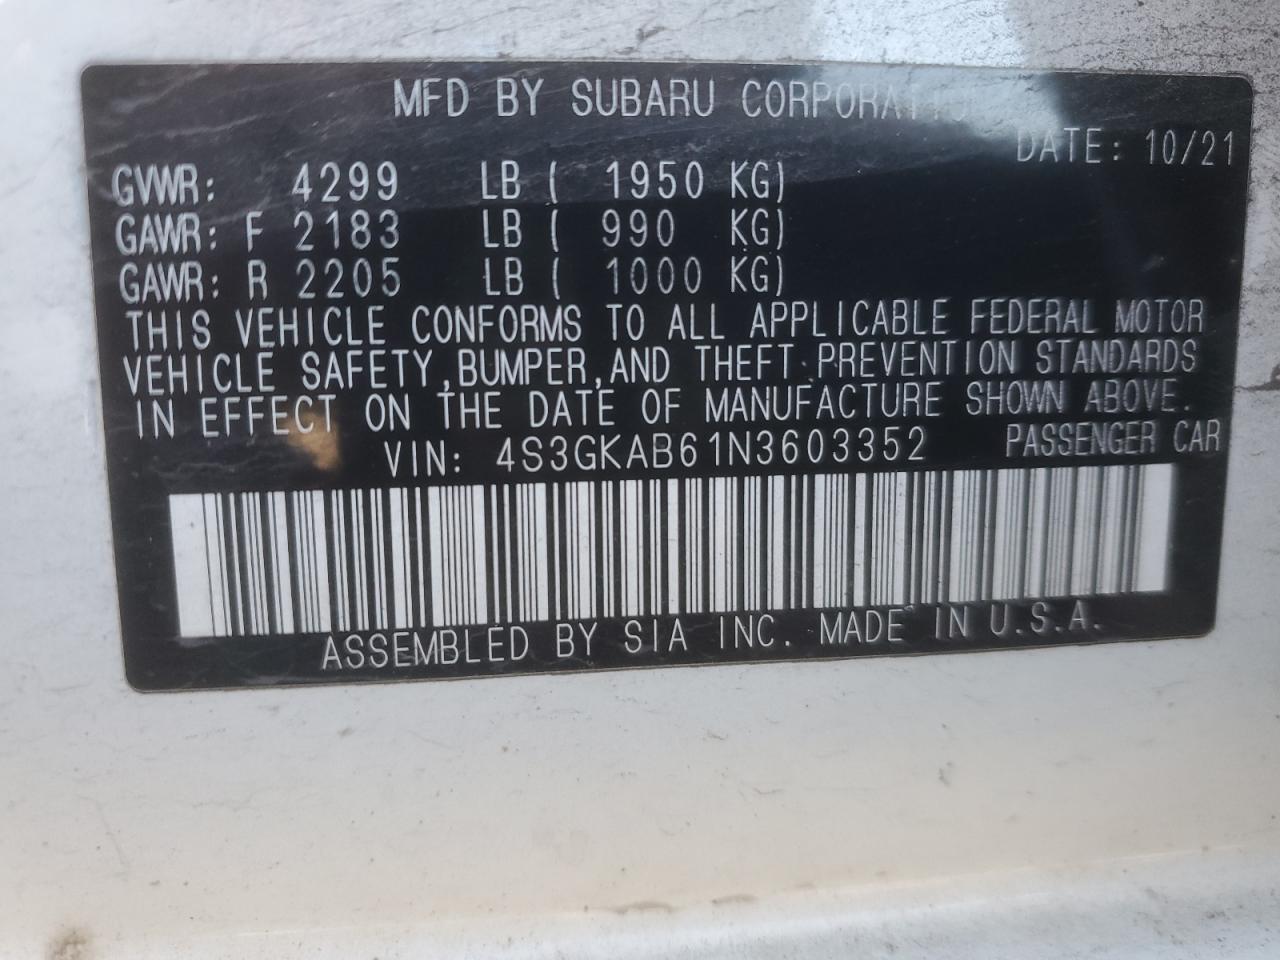 MFD BY SUBARU CORPORATION
DATE: 10/21
GVWR: 4299 LB ( 1950 KG)
GAWR: F 2183 LB ( 990 KG)
GAWR: R 2205 LB ( 1000 KG)
THIS VEHICLE CONFORMS TO ALL APPLICABLE FEDERAL MOTOR
VEHICLE SAFETY,BUMPER,AND THEFT PREVENTION STANDARDS
IN EFFECT ON THE DATE OF MANUFACTURE SHOWN ABOVE.
VIN: 4S3GKAB61N3603352 PASSENGER CAR
ASSEMBLED BY SIA INC. MADE IN U.S.A.